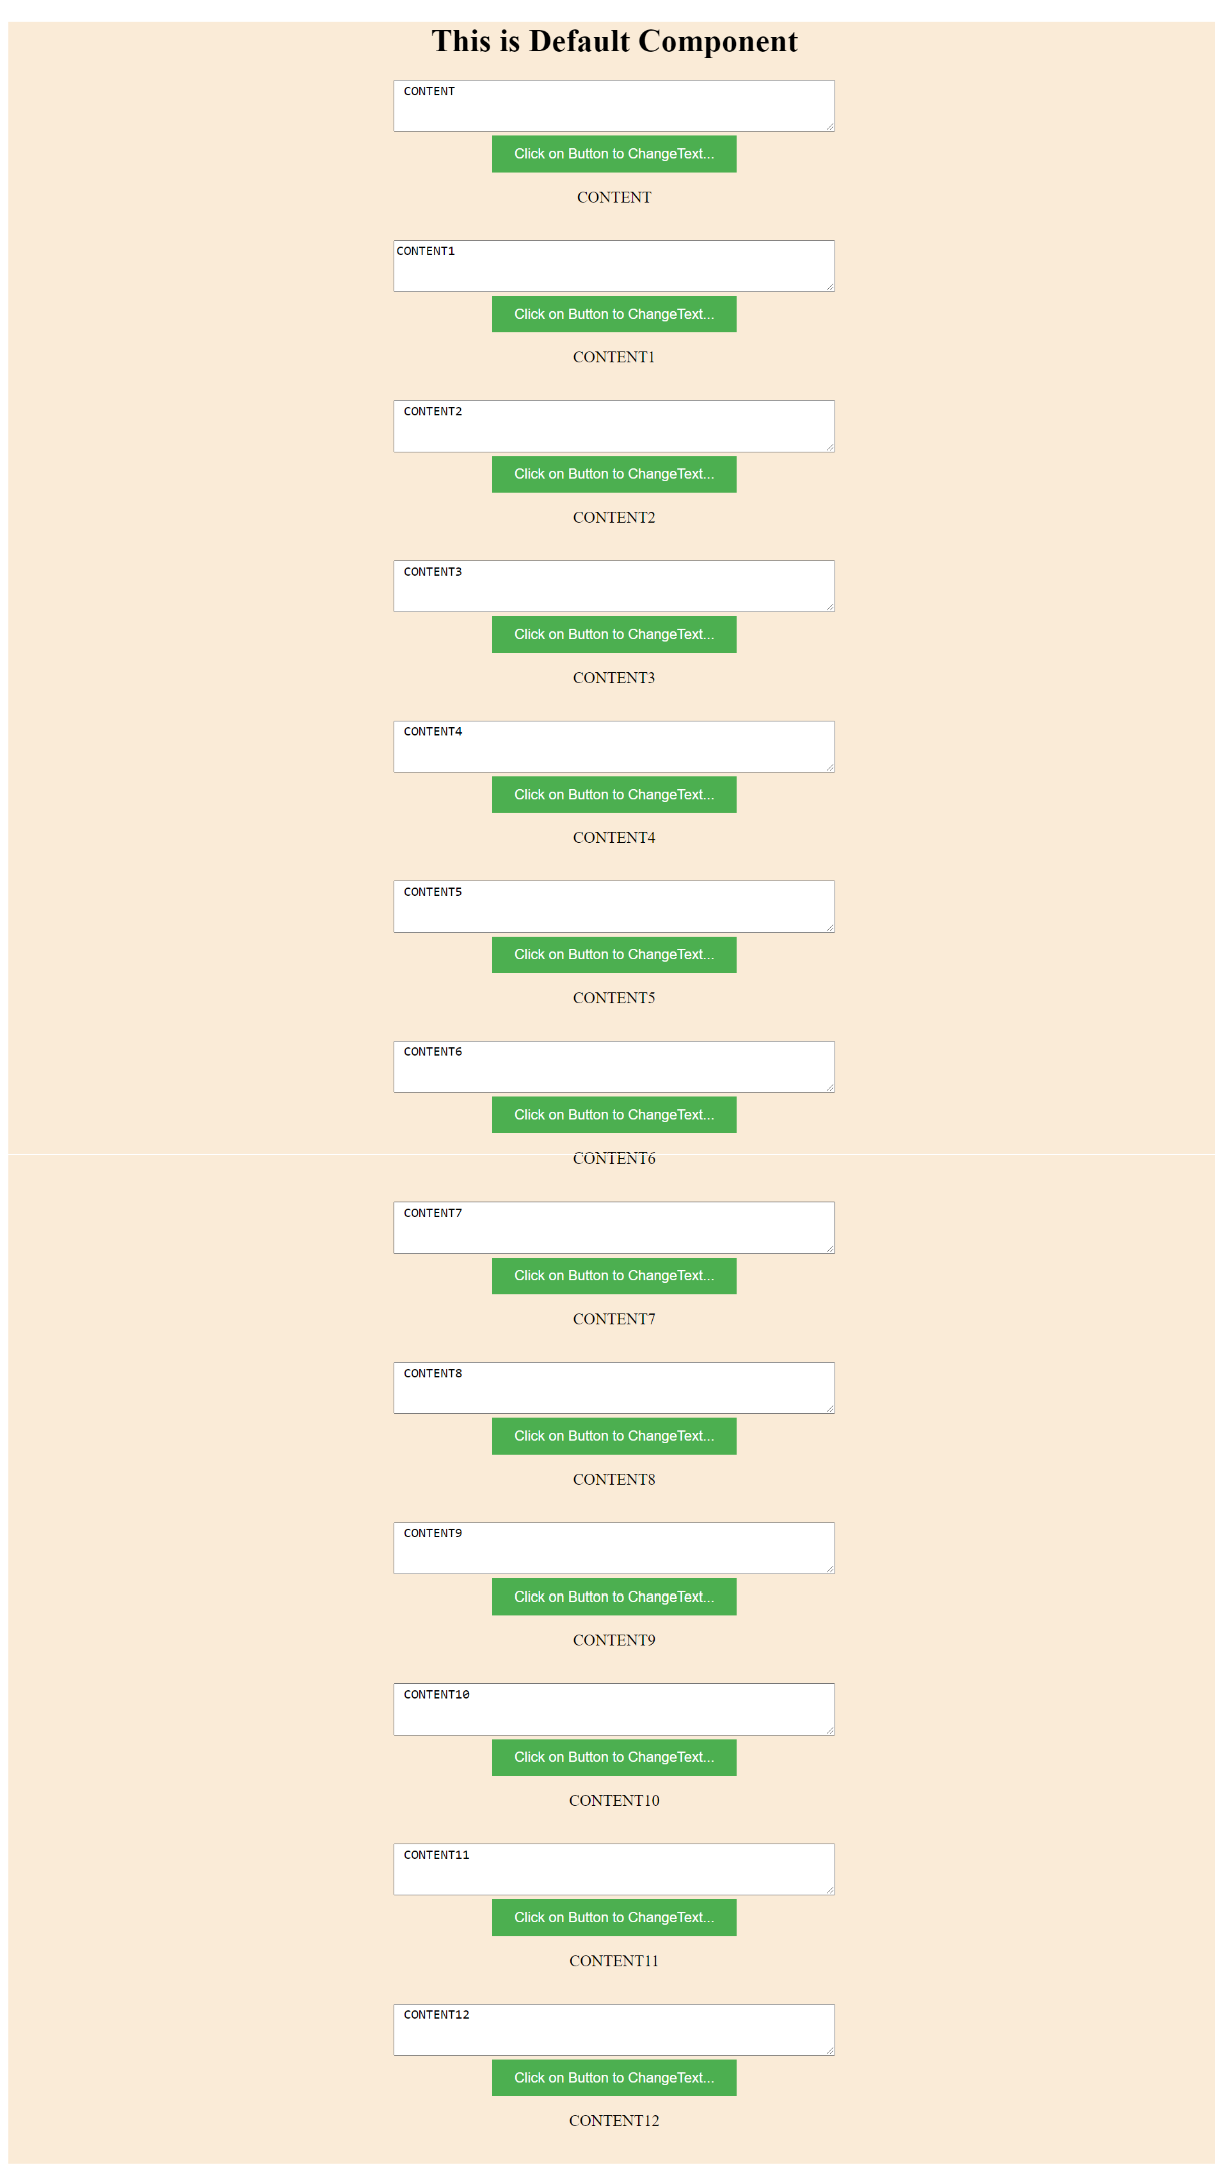 This is Default Component
CONTENT
Click on Button to ChangeText...
CONTENT
CONTENT1
Click on Button to ChangeText...
CONTENT1
CONTENT2
Click on Button to ChangeText...
CONTENT2
CONTENT3
Click on Button to ChangeText...
CONTENT3
CONTENT4
Click on Button to ChangeText...
CONTENT4
CONTENT5
Click on Button to ChangeText...
CONTENT5
CONTENT6
Click on Button to ChangeText...
CONTENT6
CONTENT7
Click on Button to ChangeText...
CONTENT7
CONTENT8
Click on Button to ChangeText...
CONTENT8
CONTENT9
Click on Button to ChangeText...
CONTENT9
CONTENT10
Click on Button to ChangeText...
CONTENT10
CONTENT11
Click on Button to ChangeText...
CONTENT11
CONTENT12
Click on Button to ChangeText...
CONTENT12